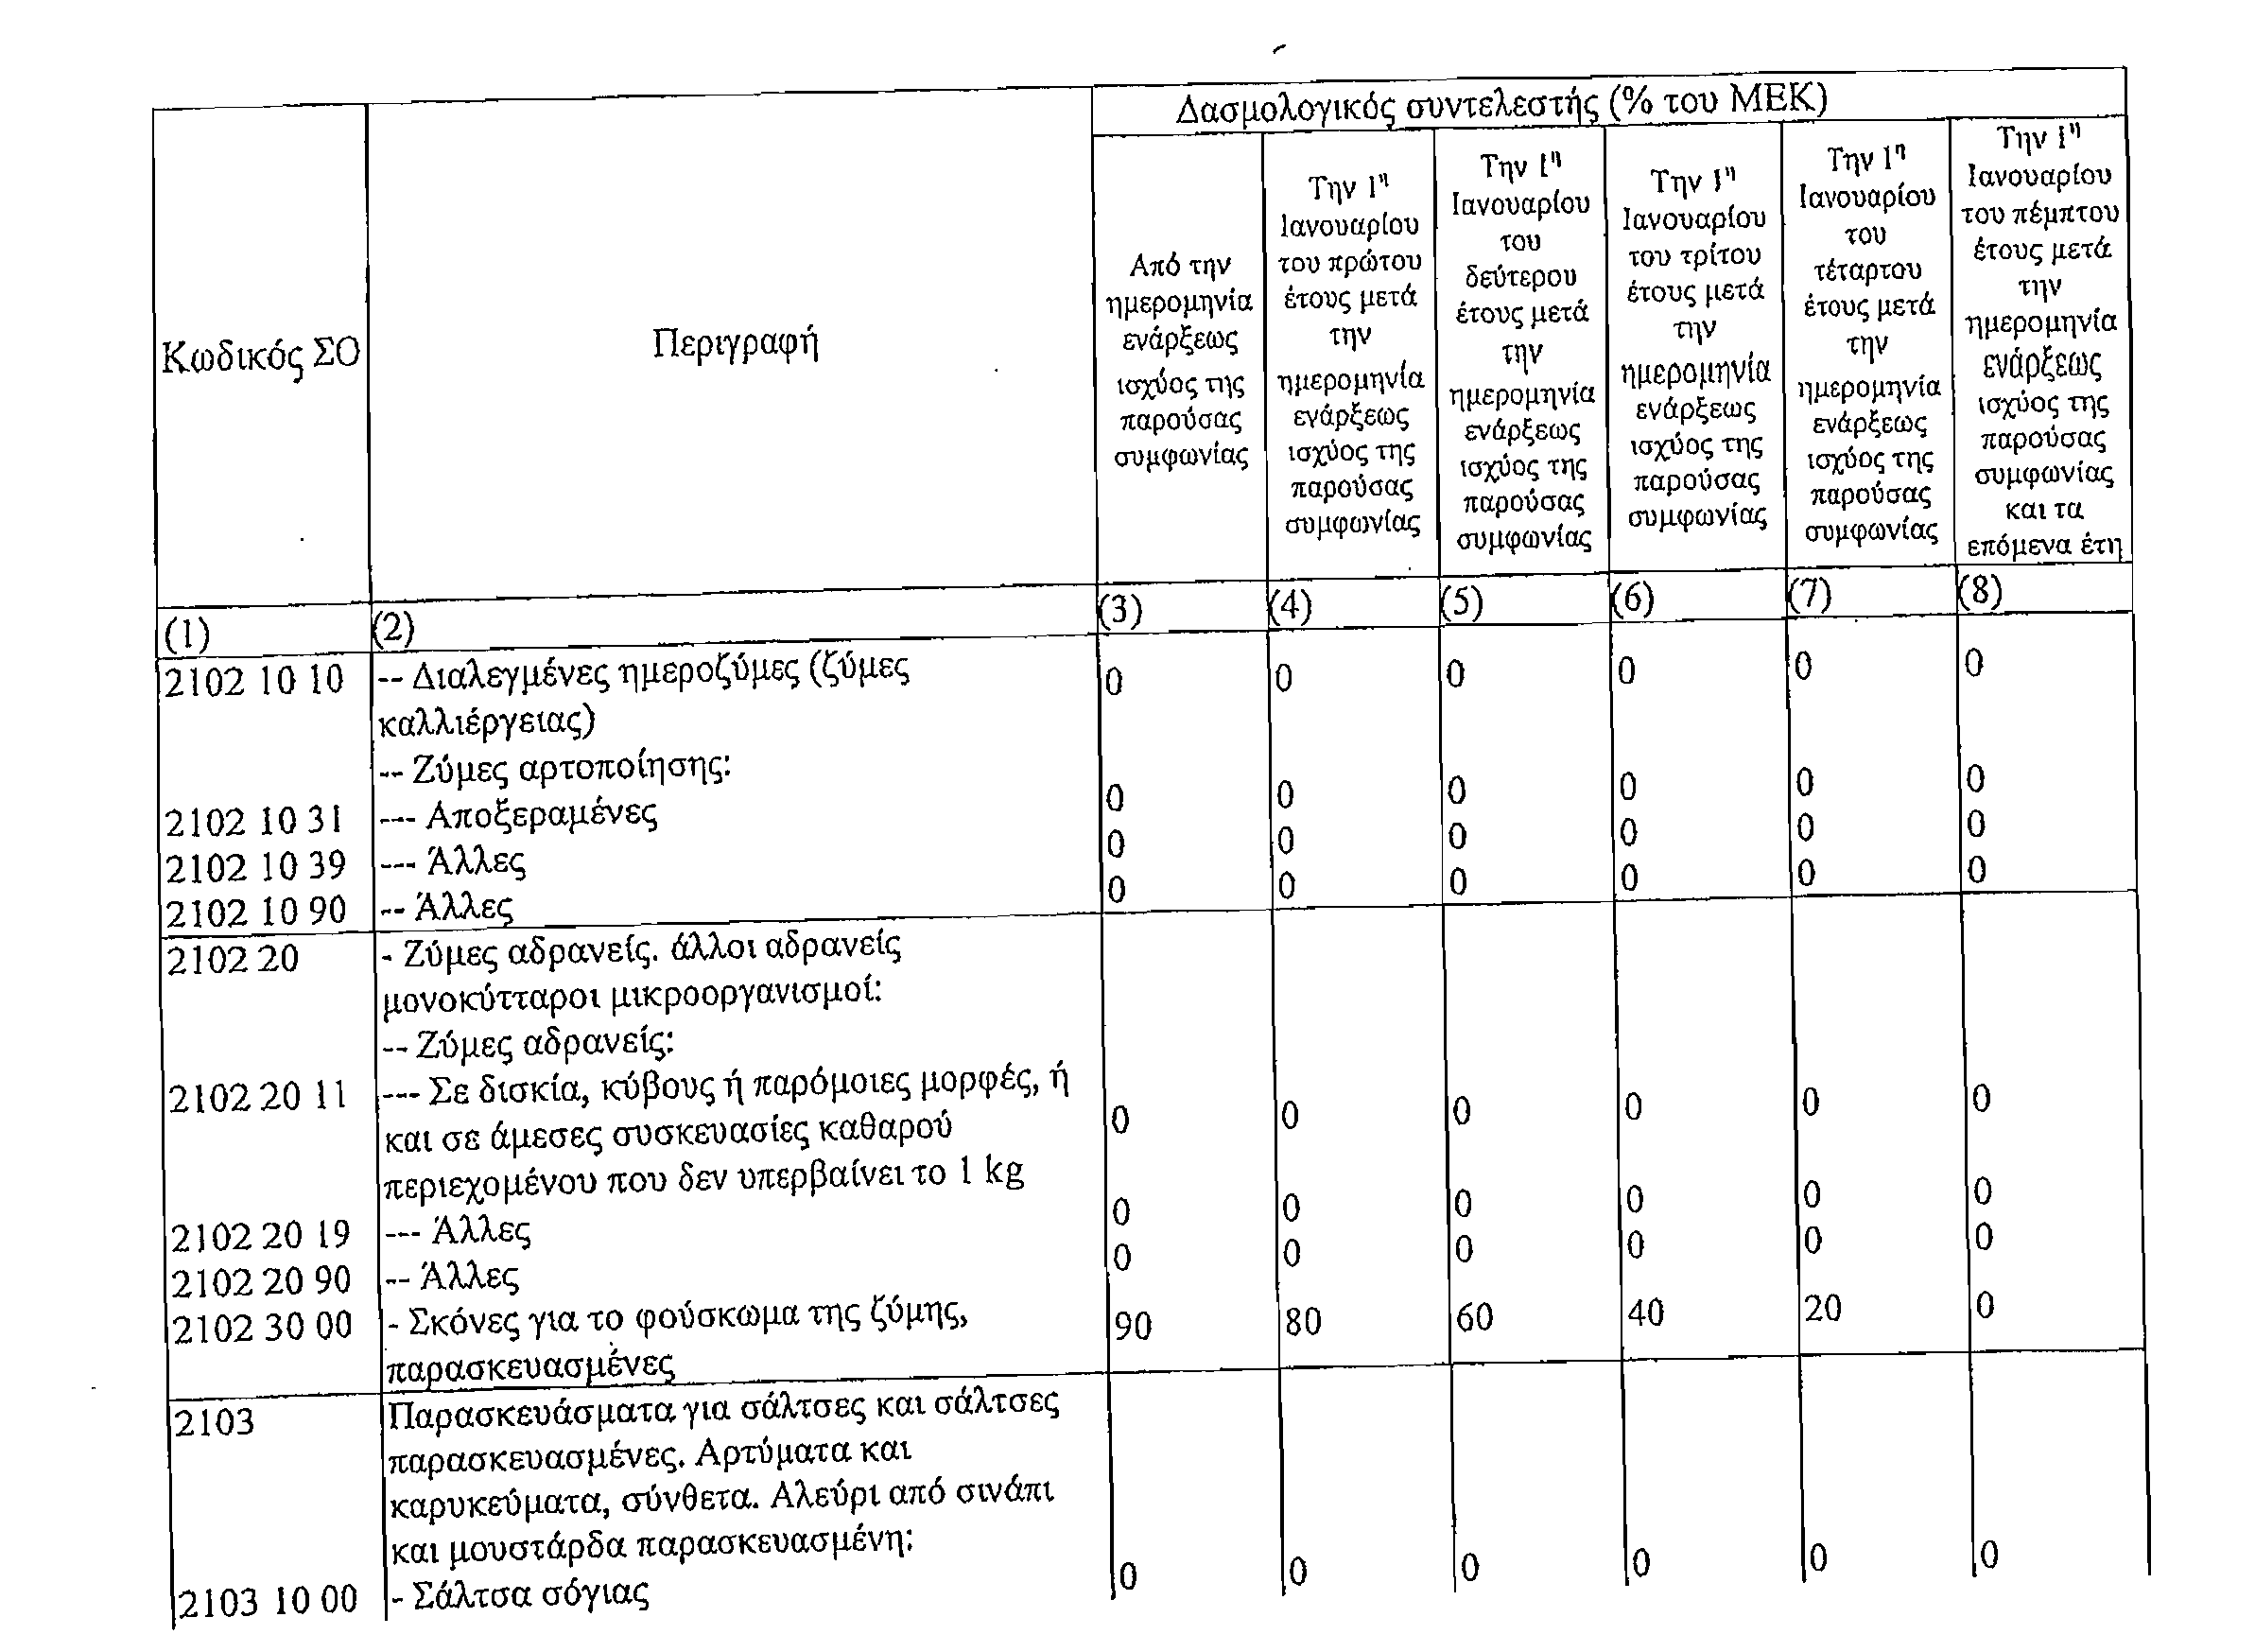 Δασμολογικός συντελεστής (% του ΜΕΚ)
Κωδικός ΣΟ
Περιγραφή
Από την
ημερομηνία
ενάρξεως
ισχύος της
παρούσας
συμφωνίας
Την 1η
Ιανουαρίου
του πρώτου
έτους μετά
την
ημερομηνία
ενάρξεως
ισχύος της
παρούσας
συμφωνίας
Την 1η
Ιανουαρίου
του
δεύτερου
έτους μετά
την
ημερομηνία
ενάρξεως
ισχύος της
παρούσας
συμφωνίας
Την 1η
Ιανουαρίου
του τρίτου
έτους μετά
την
ημερομηνία
ενάρξεως
ισχύος της
παρούσας
συμφωνίας
Την 1η
Ιανουαρίου
του
τέταρτου
έτους μετά
την
ημερομηνία
ενάρξεως
ισχύος της
παρούσας
συμφωνίας
Την 1η
Ιανουαρίου
του πέμπτου
έτους μετά
την
ημερομηνία
ενάρξεως
ισχύος της
παρούσας
συμφωνίας
και τα
επόμενα έτη
(1) (2) (3) (4) (5) (6) (7) (8)
2102 10 10 -- Διαλεγμένες ημεροζύμες (ζύμες 0 0 0 0 0 0
καλλιέργειας)
-- Ζύμες αρτοποίησης:
2102 10 31 --- Αποξεραμένες 0 0 0 0 0 0
2102 10 39 --- Άλλες 0 0 0 0 0 0
2102 10 90 -- Άλλες 0 0 0 0 0 0
2102 20 - Ζύμες αδρανείς. άλλοι αδρανείς
μονοκύτταροι μικροοργανισμοί:
-- Ζύμες αδρανείς:
2102 20 11 --- Σε δισκία, κύβους ή παρόμοιες μορφές, ή
και σε άμεσες συσκευασίες καθαρού 0 0 0 0 0 0
περιεχομένου που δεν υπερβαίνει το 1 kg
2102 20 19 --- Άλλες 0 0 0 0 0 0
2102 20 90 -- Άλλες 0 0 0 0 0 0
2102 30 00 - Σκόνες για το φούσκωμα της ζύμης, 90 80 60 40 20 0
παρασκευασμένες
2103 Παρασκευάσματα για σάλτσες και σάλτσες
παρασκευασμένες. Αρτύματα και
καρυκεύματα, σύνθετα. Αλεύρι από σινάπι
και μουστάρδα παρασκευασμένη:
2103 10 00 - Σάλτσα σόγιας 0 0 0 0 0 0